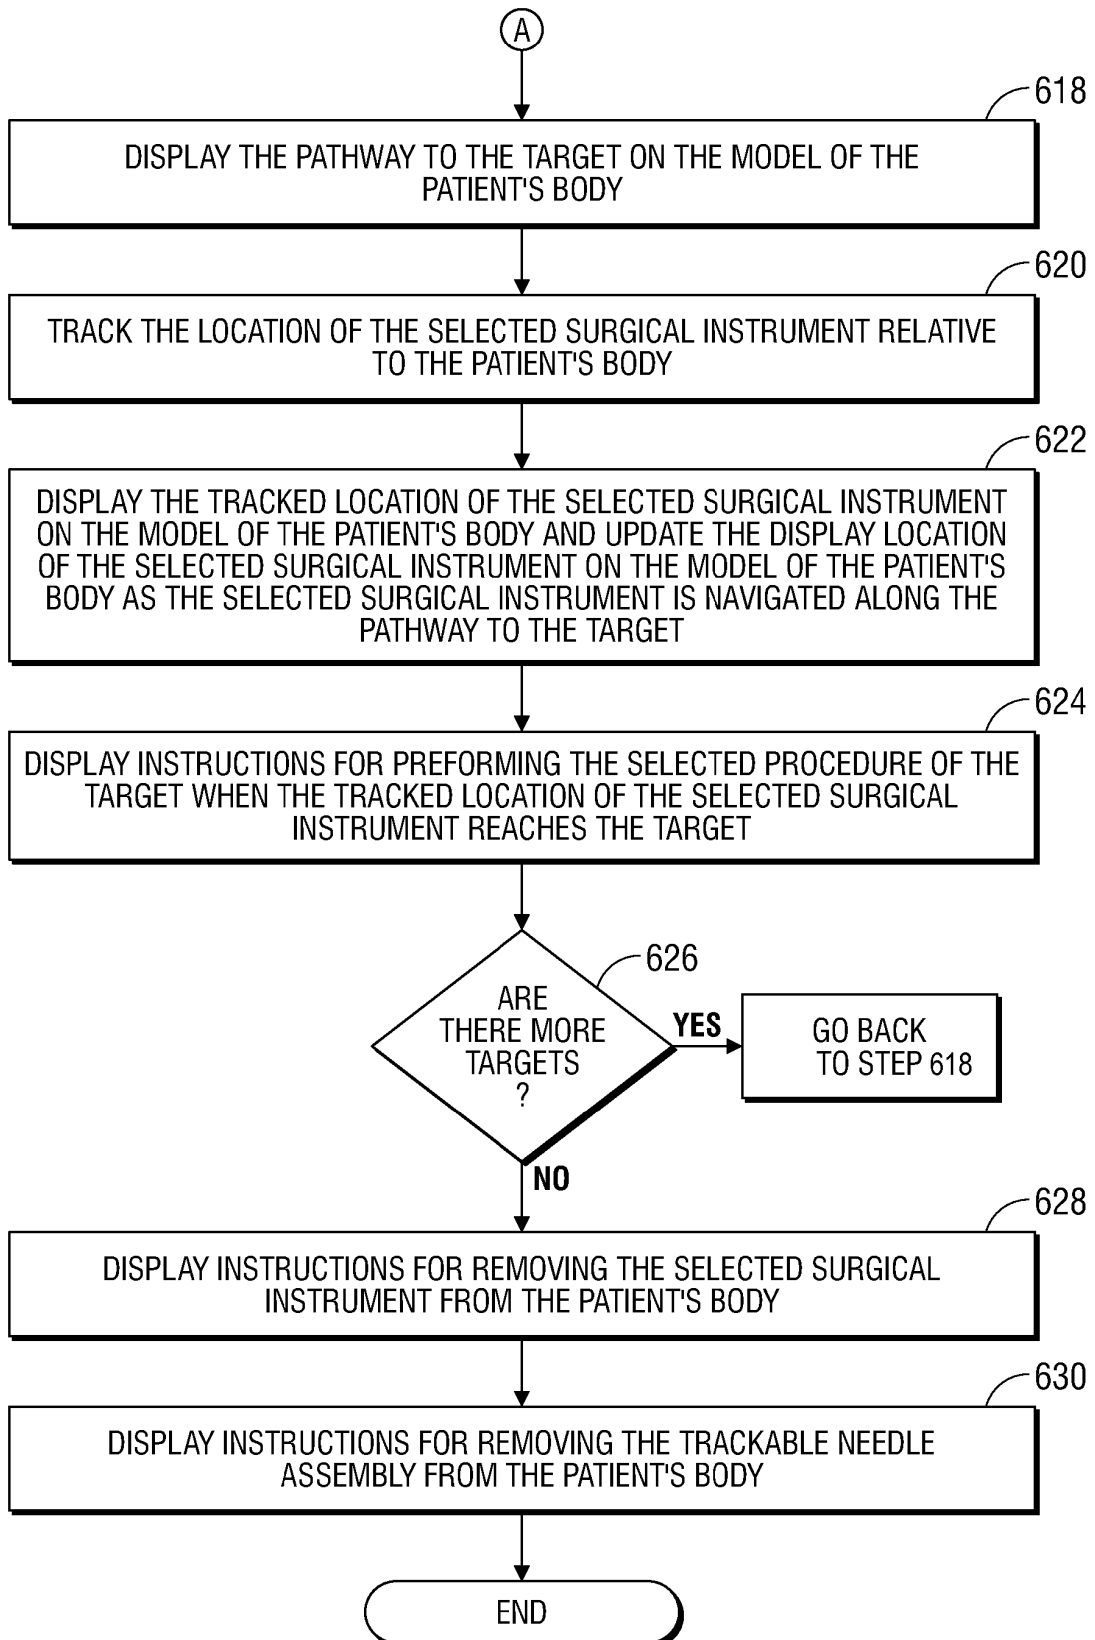 A
618
DISPLAY THE PATHWAY TO THE TARGET ON THE MODEL OF THE
PATIENT'S BODY
620
TRACK THE LOCATION OF THE SELECTED SURGICAL INSTRUMENT RELATIVE
TO THE PATIENT'S BODY
622
DISPLAY THE TRACKED LOCATION OF THE SELECTED SURGICAL INSTRUMENT
ON THE MODEL OF THE PATIENT'S BODY AND UPDATE THE DISPLAY LOCATION
OF THE SELECTED SURGICAL INSTRUMENT ON THE MODEL OF THE PATIENT'S
BODY AS THE SELECTED SURGICAL INSTRUMENT IS NAVIGATED ALONG THE
PATHWAY TO THE TARGET
624
DISPLAY INSTRUCTIONS FOR PREFORMING THE SELECTED PROCEDURE OF THE
TARGET WHEN THE TRACKED LOCATION OF THE SELECTED SURGICAL
INSTRUMENT REACHES THE TARGET
626
ARE
THERE MORE
TARGETS
?
YES
GO BACK
TO STEP 618
NO
628
DISPLAY INSTRUCTIONS FOR REMOVING THE SELECTED SURGICAL
INSTRUMENT FROM THE PATIENT'S BODY
630
DISPLAY INSTRUCTIONS FOR REMOVING THE TRACKABLE NEEDLE
ASSEMBLY FROM THE PATIENT'S BODY
END